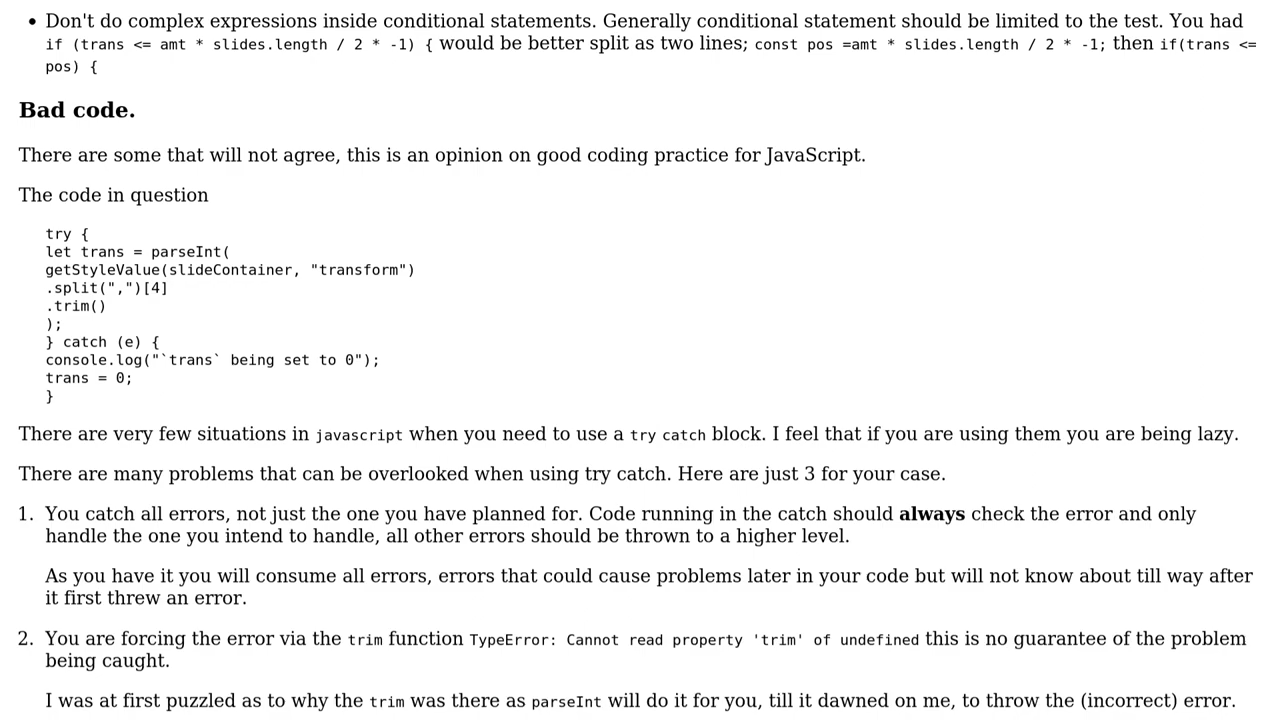 • Don't do complex expressions inside conditional statements. Generally conditional statement should be limited to the test. You had
if (trans <= amt * slides.length / 2 * -1) { would be better split as two lines; const pos =amt * slides.length / 2 * -1; then if(trans <=
pos) {
Bad code.
There are some that will not agree, this is an opinion on good coding practice for JavaScript.
The code in question
try {
let trans = parseInt(
getStyleValue(slideContainer, "transform")
.split(",")[4]
.trim()
);
} catch (e) {
console.log("`trans` being set to 0");
trans = 0;
}
There are very few situations in javascript when you need to use a try catch block. I feel that if you are using them you are being lazy.
There are many problems that can be overlooked when using try catch. Here are just 3 for your case.
1. You catch all errors, not just the one you have planned for. Code running in the catch should always check the error and only
handle the one you intend to handle, all other errors should be thrown to a higher level.
As you have it you will consume all errors, errors that could cause problems later in your code but will not know about till way after
it first threw an error.
2. You are forcing the error via the trim function TypeError: Cannot read property 'trim' of undefined this is no guarantee of the problem
being caught.
I was at first puzzled as to why the trim was there as parseInt will do it for you, till it dawned on me, to throw the (incorrect) error.